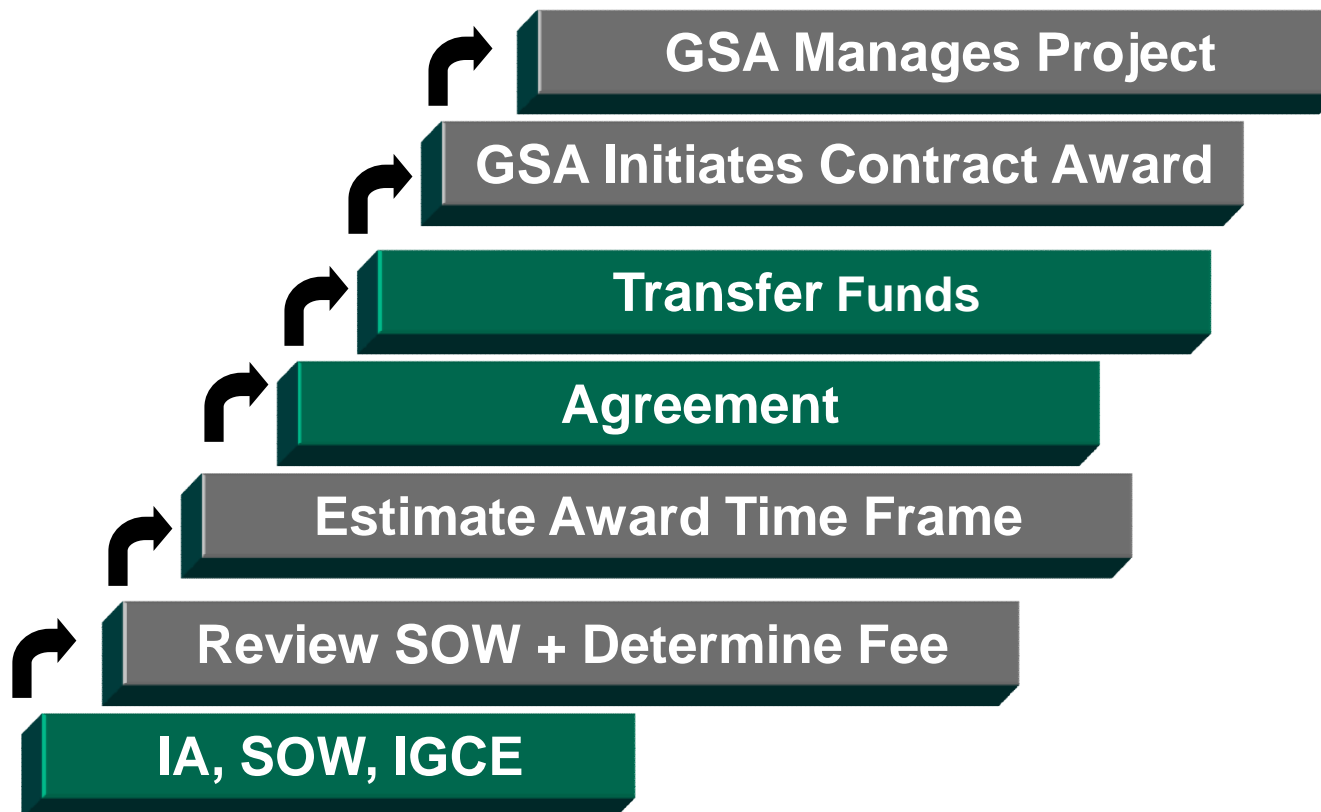 GSA Manages Project
GSA Initiates Contract Award
Transfer Funds
Agreement
Estimate Award Time Frame
Review SOW + Determine Fee
IA, SOW, IGCE